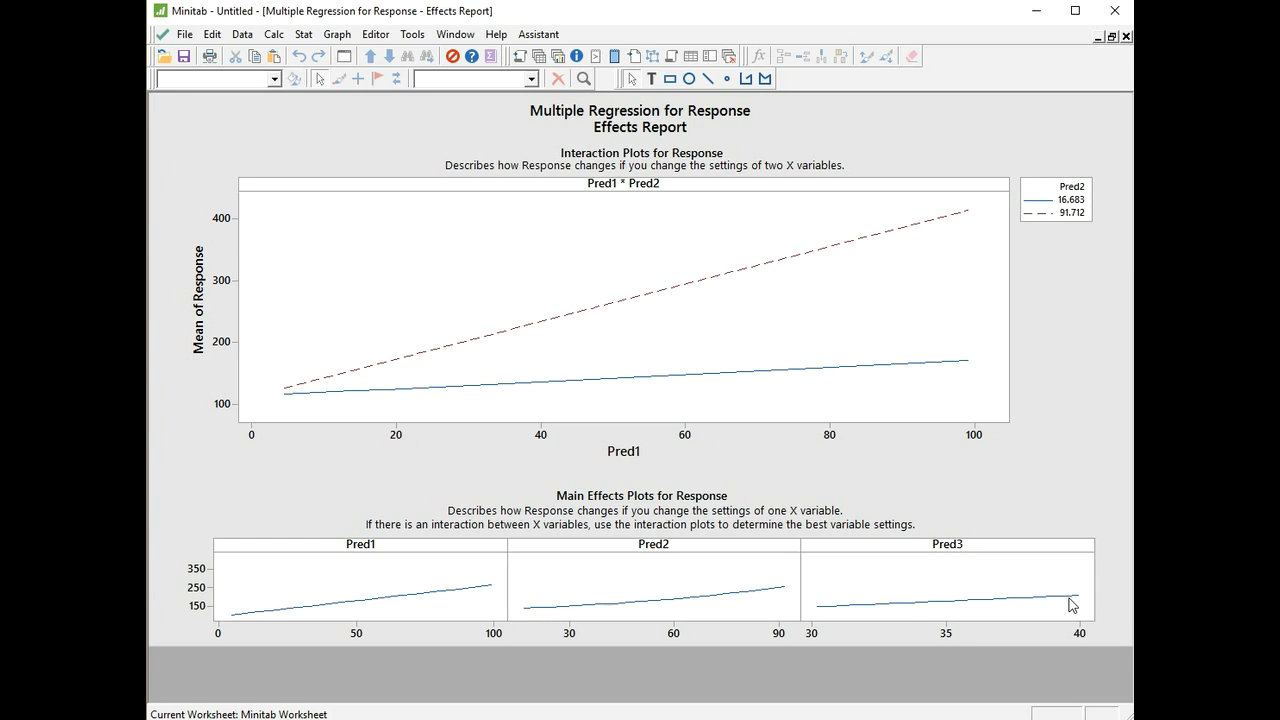 Minitab - Untitled - [Multiple Regression for Response - Effects Report]
File Edit Data Calc Stat Graph Editor Tools Window Help Assistant
Multiple Regression for Response
Effects Report
Interaction Plots for Response
Describes how Response changes if you change the settings of two X variables.
Pred1 * Pred2
Pred2
16.683
91.712
Mean of Response
400
300
200
100
0 20 40 60 80 100
Pred1
Main Effects Plots for Response
Describes how Response changes if you change the settings of one X variable.
If there is an interaction between X variables, use the interaction plots to determine the best variable settings.
Pred1 Pred2 Pred3
350
250
150
0 50 100 30 60 90 30 35 40
Current Worksheet: Minitab Worksheet